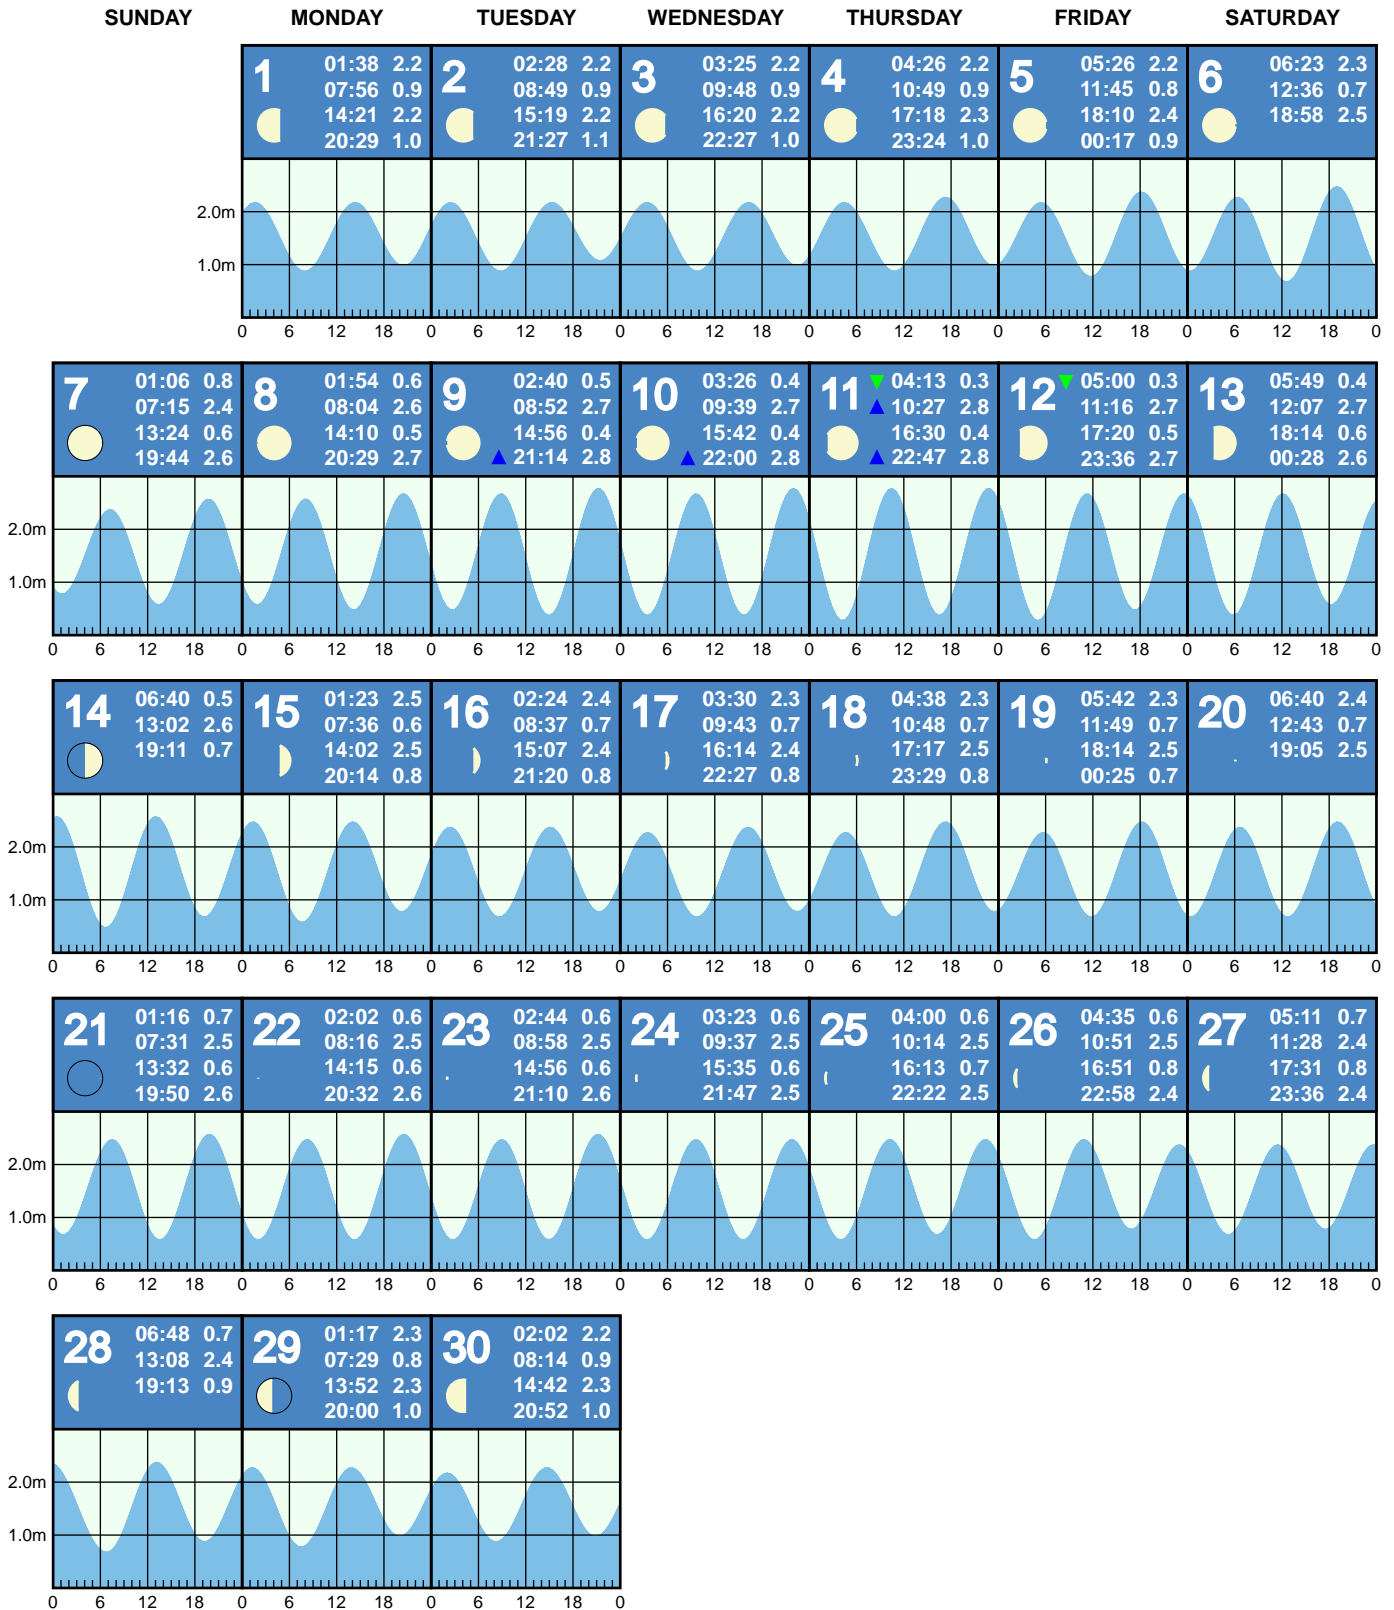 SUNDAY MONDAY TUESDAY WEDNESDAY THURSDAY FRIDAY SATURDAY
1 01:38 2.2
07:56 0.9
14:21 2.2
20:29 1.0
2 02:28 2.2
08:49 0.9
15:19 2.2
21:27 1.1
3 03:25 2.2
09:48 0.9
16:20 2.2
22:27 1.0
4 04:26 2.2
10:49 0.9
17:18 2.3
23:24 1.0
5 05:26 2.2
11:45 0.8
18:10 2.4
00:17 0.9
6 06:23 2.3
12:36 0.7
18:58 2.5
2.0m
1.0m
0 6 12 18 0 6 12 18 0 6 12 18 0 6 12 18 0 6 12 18 0 6 12 18 0
7 01:06 0.8
07:15 2.4
13:24 0.6
19:44 2.6
8 01:54 0.6
08:04 2.6
14:10 0.5
20:29 2.7
9 02:40 0.5
08:52 2.7
14:56 0.4
21:14 2.8
10 03:26 0.4
09:39 2.7
15:42 0.4
22:00 2.8
11 04:13 0.3
10:27 2.8
16:30 0.4
22:47 2.8
12 05:00 0.3
11:16 2.7
17:20 0.5
23:36 2.7
13 05:49 0.4
12:07 2.7
18:14 0.6
00:28 2.6
2.0m
1.0m
0 6 12 18 0 6 12 18 0 6 12 18 0 6 12 18 0 6 12 18 0 6 12 18 0 6 12 18 0
14 06:40 0.5
13:02 2.6
19:11 0.7
15 01:23 2.5
07:36 0.6
14:02 2.5
20:14 0.8
16 02:24 2.4
08:37 0.7
15:07 2.4
21:20 0.8
17 03:30 2.3
09:43 0.7
16:14 2.4
22:27 0.8
18 04:38 2.3
10:48 0.7
17:17 2.5
23:29 0.8
19 05:42 2.3
11:49 0.7
18:14 2.5
00:25 0.7
20 06:40 2.4
12:43 0.7
19:05 2.5
2.0m
1.0m
0 6 12 18 0 6 12 18 0 6 12 18 0 6 12 18 0 6 12 18 0 6 12 18 0 6 12 18 0
21 01:16 0.7
07:31 2.5
13:32 0.6
19:50 2.6
22 02:02 0.6
08:16 2.5
14:15 0.6
20:32 2.6
23 02:44 0.6
08:58 2.5
14:56 0.6
21:10 2.6
24 03:23 0.6
09:37 2.5
15:35 0.6
21:47 2.5
25 04:00 0.6
10:14 2.5
16:13 0.7
22:22 2.5
26 04:35 0.6
10:51 2.5
16:51 0.8
22:58 2.4
27 05:11 0.7
11:28 2.4
17:31 0.8
23:36 2.4
2.0m
1.0m
0 6 12 18 0 6 12 18 0 6 12 18 0 6 12 18 0 6 12 18 0 6 12 18 0 6 12 18 0
28 06:48 0.7
13:08 2.4
19:13 0.9
29 01:17 2.3
07:29 0.8
13:52 2.3
20:00 1.0
30 02:02 2.2
08:14 0.9
14:42 2.3
20:52 1.0
2.0m
1.0m
0 6 12 18 0 6 12 18 0 6 12 18 0